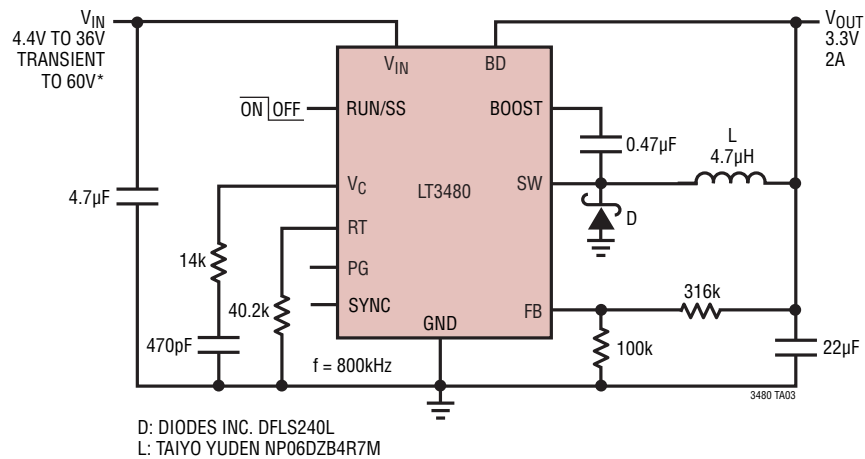 VIN
4.4V TO 36V
TRANSIENT
TO 60V*
VOUT
3.3V
2A
VIN
BD
ON OFF
RUN/SS
BOOST
0.47µF
L
4.7µH
4.7µF
VC
LT3480
SW
D
RT
14k
PG
40.2k
SYNC
FB
316k
GND
470pF
f = 800kHz
100k
22µF
3480 TA03
D: DIODES INC. DFLS240L
L: TAIYO YUDEN NP06DZB4R7M